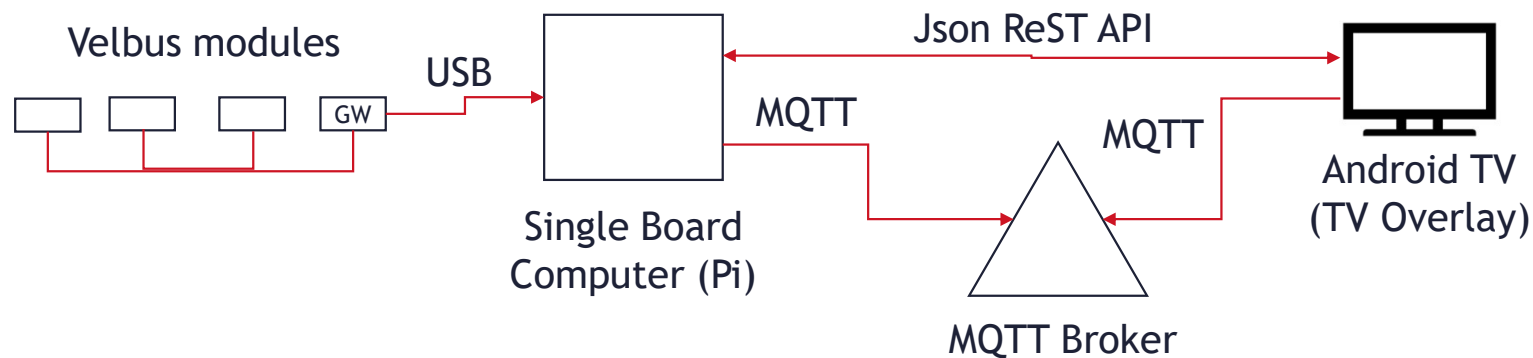 Velbus modules
GW
USB
Json ReST API
MQTT
MQTT
Single Board
Computer (Pi)
MQTT Broker
Android TV
(TV Overlay)